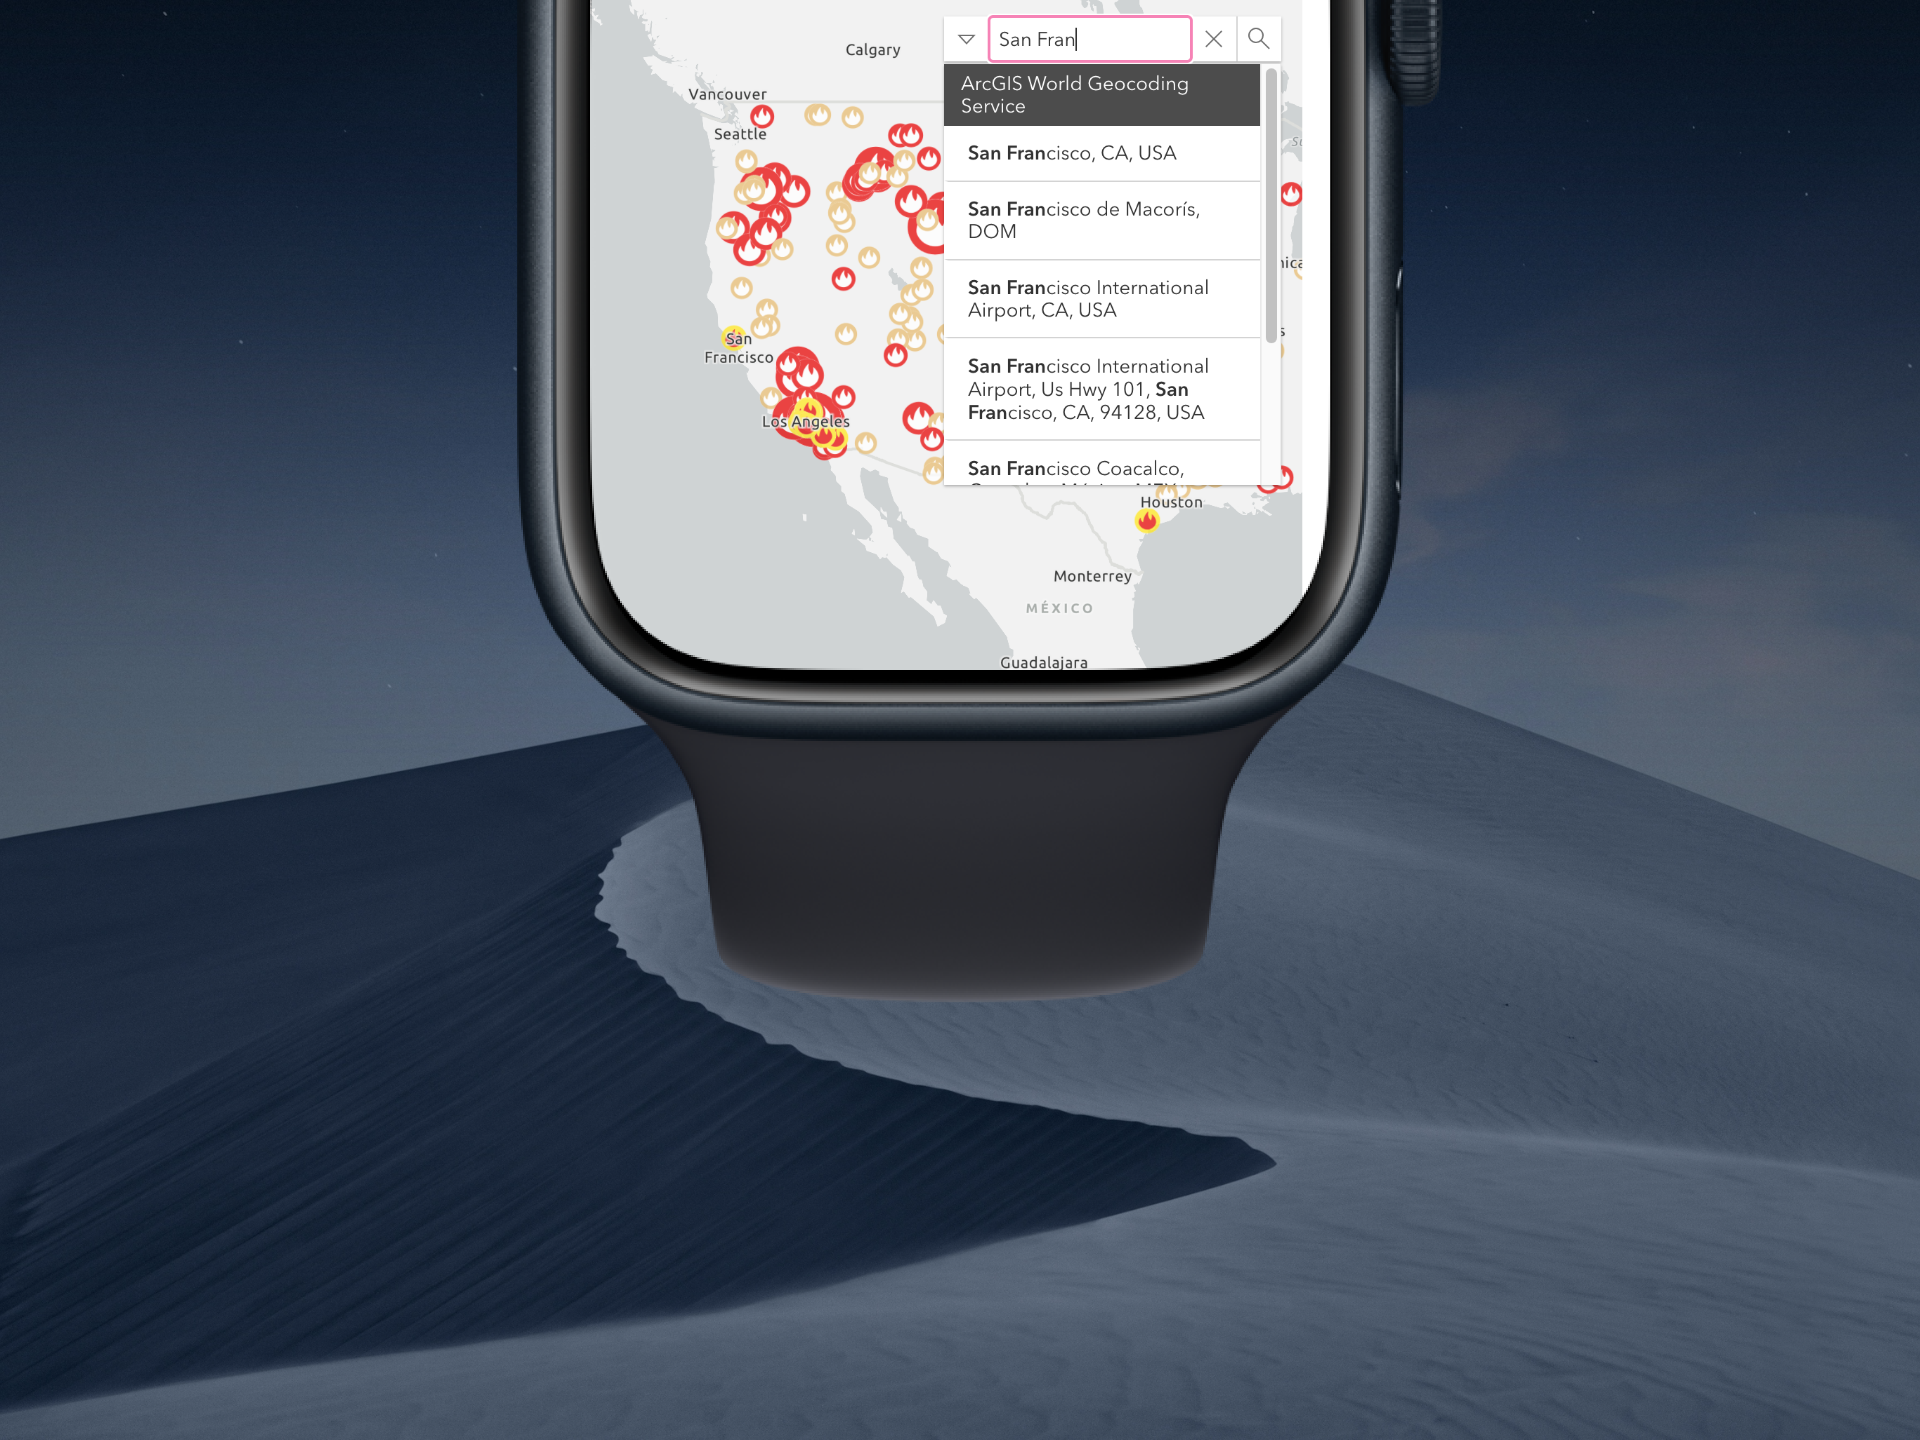 San Fran
ArcGIS World Geocoding
Service
San Francisco, CA, USA
San Francisco de Macorís,
DOM
San Francisco International
Airport, CA, USA
San Francisco International
Airport, Us Hwy 101, San
Francisco, CA, 94128, USA
San Francisco Coacalco,
Calgary
Vancouver
Seattle
San
Francisco
Los Angeles
Houston
Monterrey
MÉXICO
Guadalajara